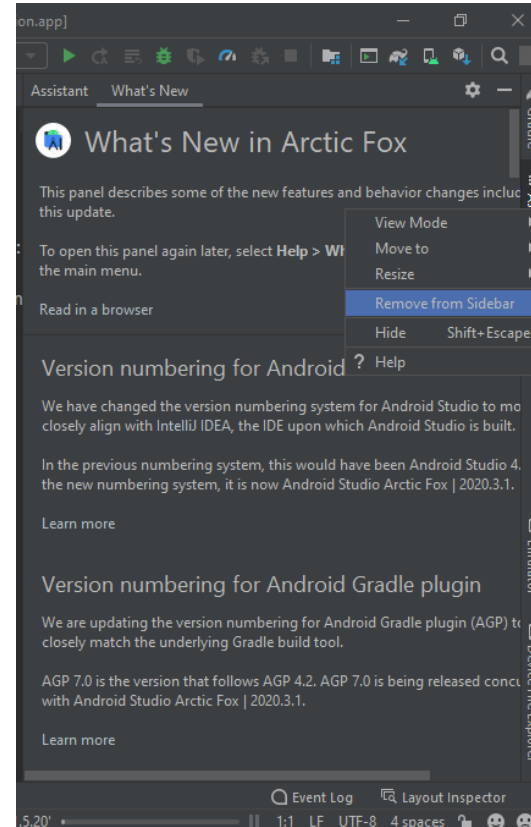 on.app]
Assistant What's New
What's New in Arctic Fox
This panel describes some of the new features and behavior changes includ
this update.
To open this panel again later, select Help > Wh
the main menu.
Read in a browser
View Mode
Move to
Resize
Remove from Sidebar
Hide Shift+Escape
? Help
Version numbering for Android
We have changed the version numbering system for Android Studio to mo
closely align with IntelliJ IDEA, the IDE upon which Android Studio is built.
In the previous numbering system, this would have been Android Studio 4.
the new numbering system, it is now Android Studio Arctic Fox | 2020.3.1.
Learn more
Version numbering for Android Gradle plugin
We are updating the version numbering for Android Gradle plugin (AGP) to
closely match the underlying Gradle build tool.
AGP 7.0 is the version that follows AGP 4.2. AGP 7.0 is being released concu
with Android Studio Arctic Fox | 2020.3.1.
Learn more
Gradle
Emulator
Device File Explorer
Event Log Layout Inspector
5.20' 1:1 LF UTF-8 4 spaces